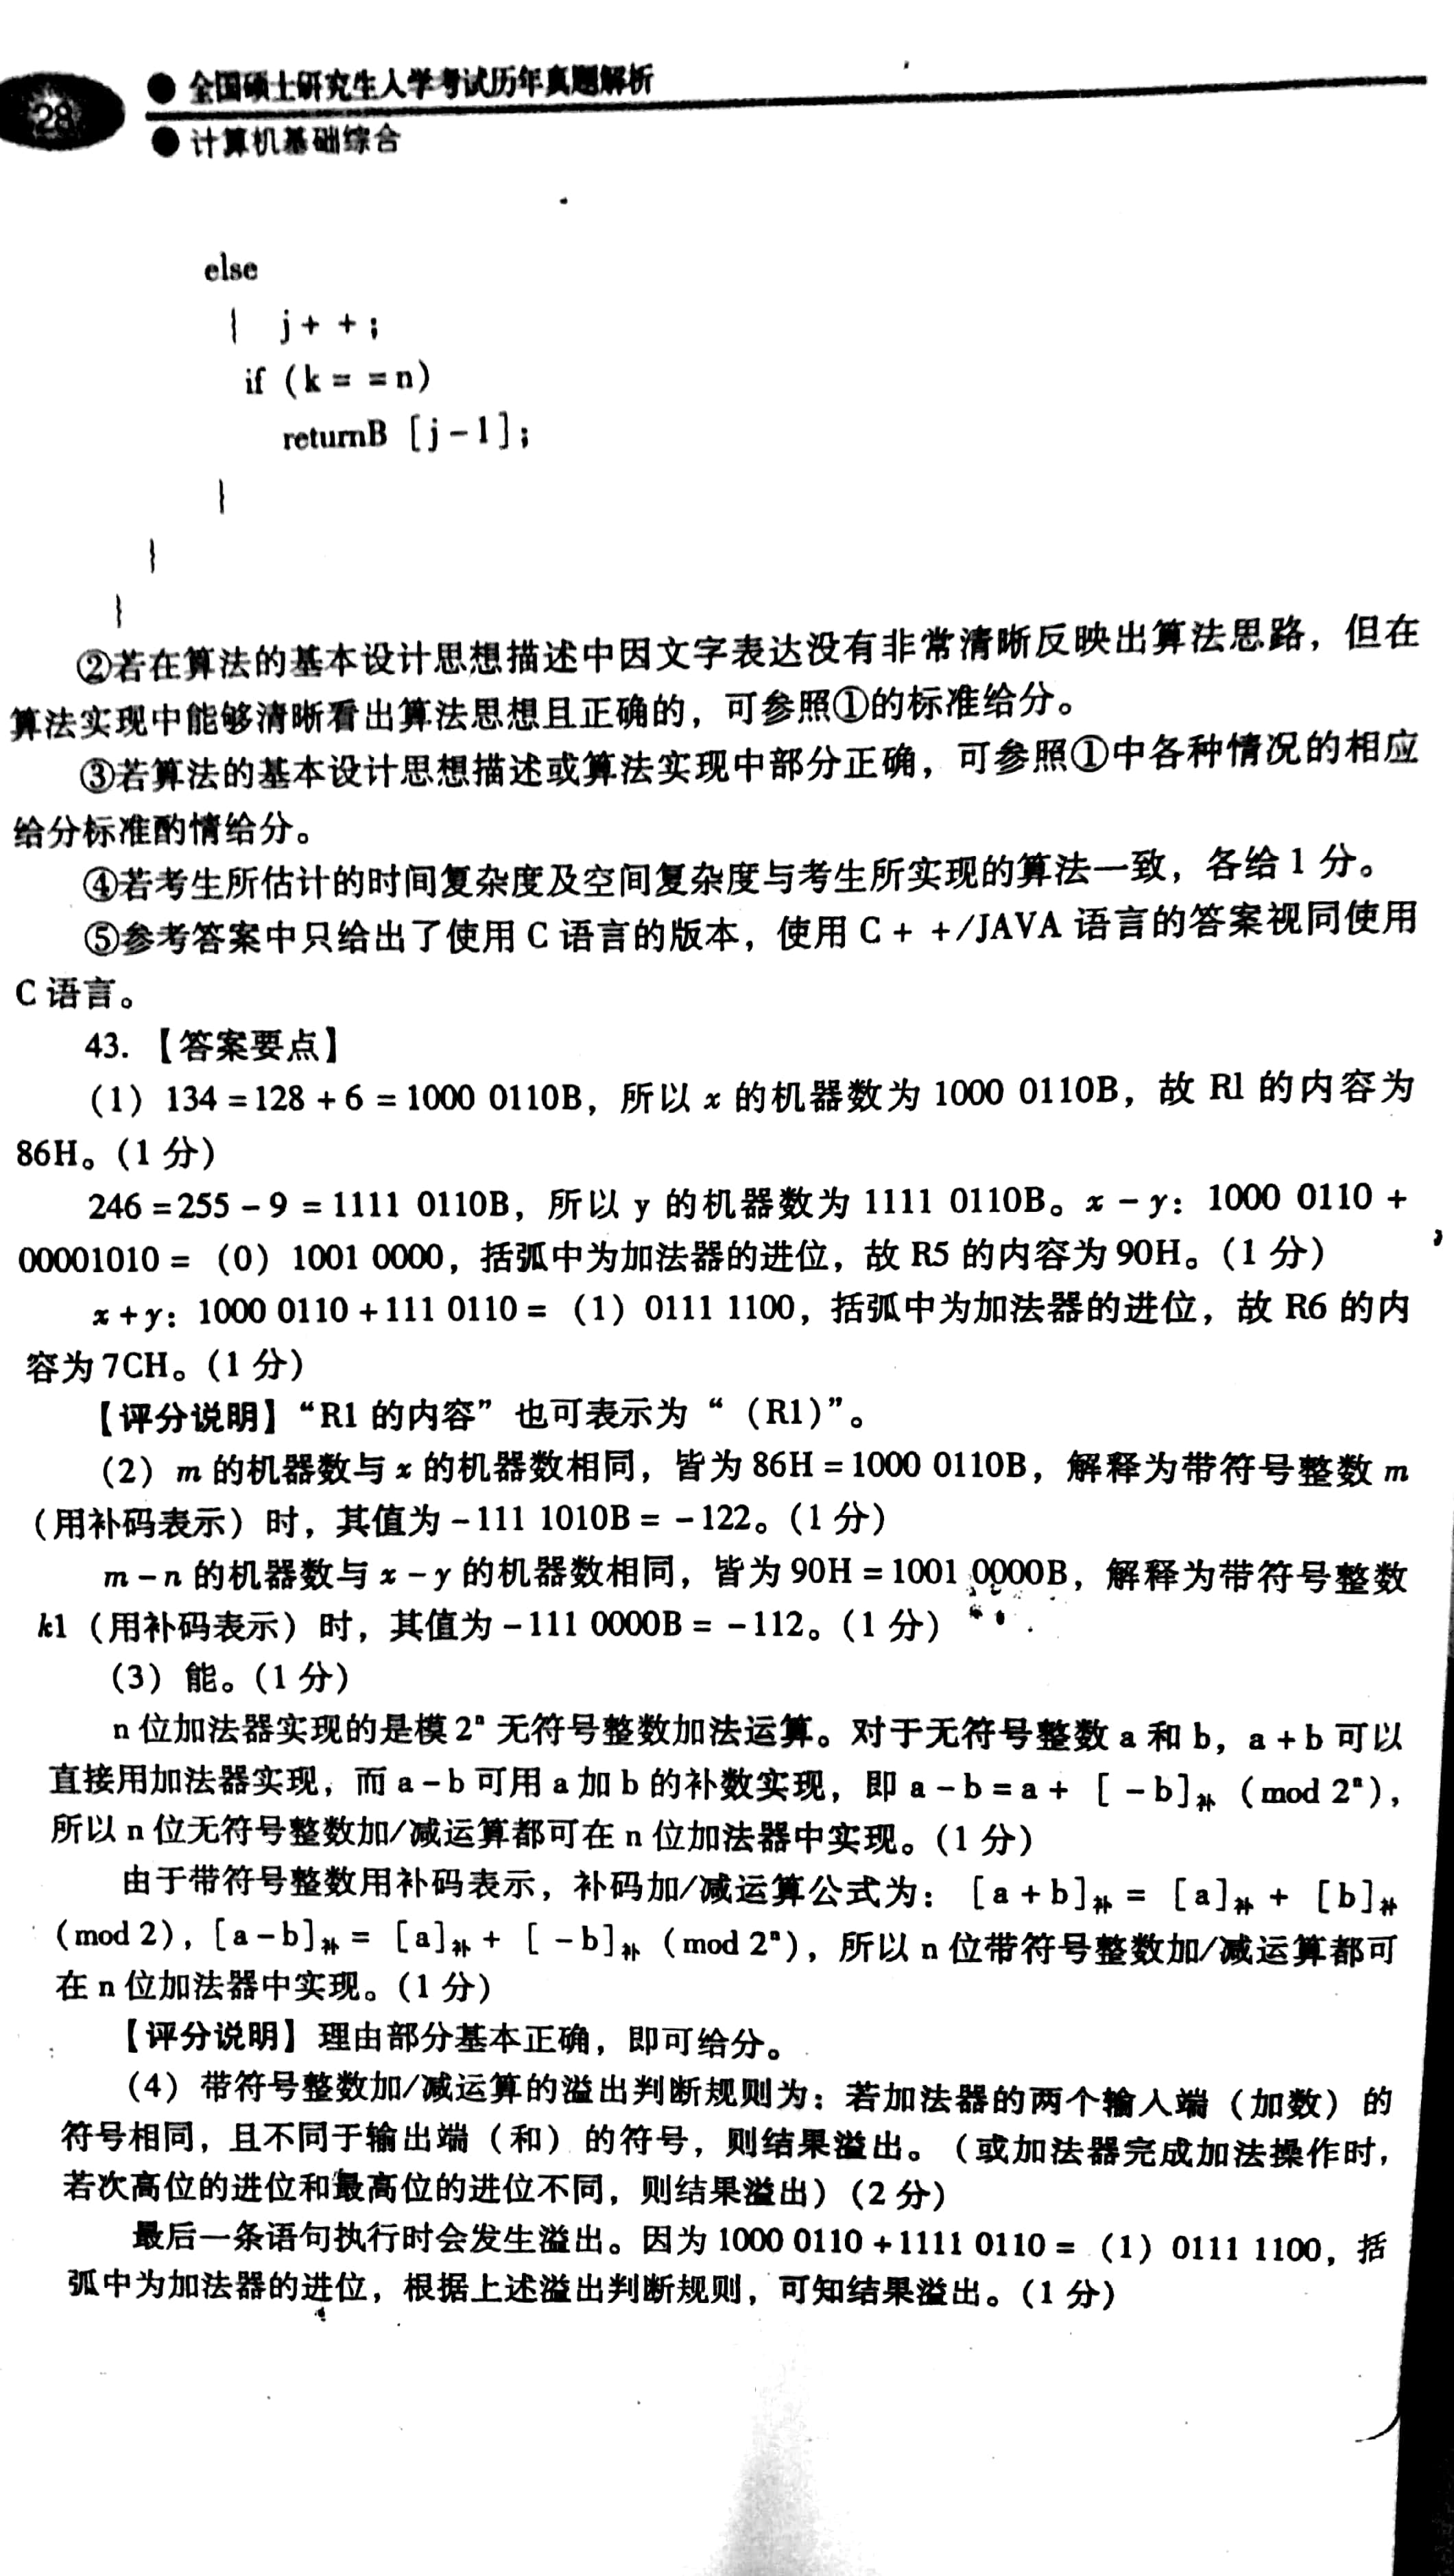 28
● 全国硕士研究生入学考试历年真题解析
● 计算机基础综合
else
{ j+ +;
if (k= =n)
returnB [j-1];
}
}
}
②若在算法的基本设计思想描述中因文字表达没有非常清晰反映出算法思路，但在
算法实现中能够清晰看出算法思想且正确的，可参照①的标准给分。
③若算法的基本设计思想描述或算法实现中部分正确，可参照①中各种情况的相应
给分标准酌情给分。
④若考生所估计的时间复杂度及空间复杂度与考生所实现的算法一致，各给1分。
⑤参考答案中只给出了使用C语言的版本，使用C+ +/JAVA语言的答案视同使用
C语言。
43. 【答案要点】
(1) 134=128+6=1000 0110B，所以x的机器数为1000 0110B，故R1的内容为
86H。(1分)
246=255-9=1111 0110B，所以y的机器数为1111 0110B。x-y：1000 0110+
00001010= (0) 1001 0000，括弧中为加法器的进位，故R5的内容为90H。(1分)
x+y：1000 0110+111 0110= (1) 0111 1100，括弧中为加法器的进位，故R6的内
容为7CH。(1分)
【评分说明】“R1的内容”也可表示为“(R1)”。
(2) m的机器数与x的机器数相同，皆为86H=1000 0110B，解释为带符号整数m
(用补码表示) 时，其值为-111 1010B=-122。(1分)
m-n的机器数与x-y的机器数相同，皆为90H=1001 0000B，解释为带符号整数
k1 (用补码表示) 时，其值为-111 0000B=-112。(1分)
(3) 能。(1分)
n位加法器实现的是模2ⁿ无符号整数加法运算。对于无符号整数a和b，a+b可以
直接用加法器实现，而a-b可用a加b的补数实现，即a-b=a+ [-b]补 (mod 2ⁿ)，
所以n位无符号整数加/减运算都可在n位加法器中实现。(1分)
由于带符号整数用补码表示，补码加/减运算公式为：[a+b]补= [a]补+ [b]补
(mod 2)，[a-b]补= [a]补+ [-b]补 (mod 2ⁿ)，所以n位带符号整数加/减运算都可
在n位加法器中实现。(1分)
【评分说明】理由部分基本正确，即可给分。
(4) 带符号整数加/减运算的溢出判断规则为：若加法器的两个输入端（加数）的
符号相同，且不同于输出端（和）的符号，则结果溢出。（或加法器完成加法操作时，
若次高位的进位和最高位的进位不同，则结果溢出）(2分)
最后一条语句执行时会发生溢出。因为1000 0110+1111 0110= (1) 0111 1100，括
弧中为加法器的进位，根据上述溢出判断规则，可知结果溢出。(1分)